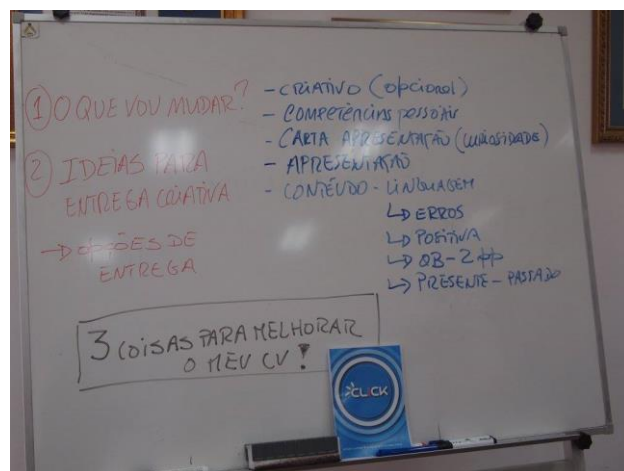 ① O QUE VOU MUDAR?
② IDEIAS PARA
ENTREGA CRIATIVA
→ OPÇÕES DE
ENTREGA
- CRIATIVO (opcional)
- COMPETÊNCIAS pessoais
- CARTA APRESENTAÇÃO (CURIOSIDADE)
- APRESENTAÇÃO
- CONTEÚDO - LINGUAGEM
↳ ERROS
↳ POSITIVA
↳ QB - 2 pp
↳ PRESENTE - PASSADO
3 COISAS PARA MELHORAR
O MEU CV!
CLICK